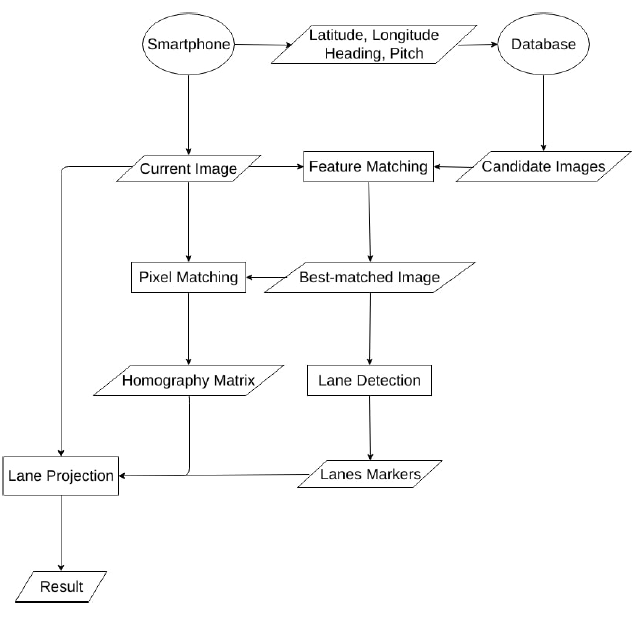 Smartphone
Latitude, Longitude
Heading, Pitch
Database
Current Image
Feature Matching
Candidate Images
Pixel Matching
Best-matched Image
Homography Matrix
Lane Detection
Lane Projection
Lanes Markers
Result